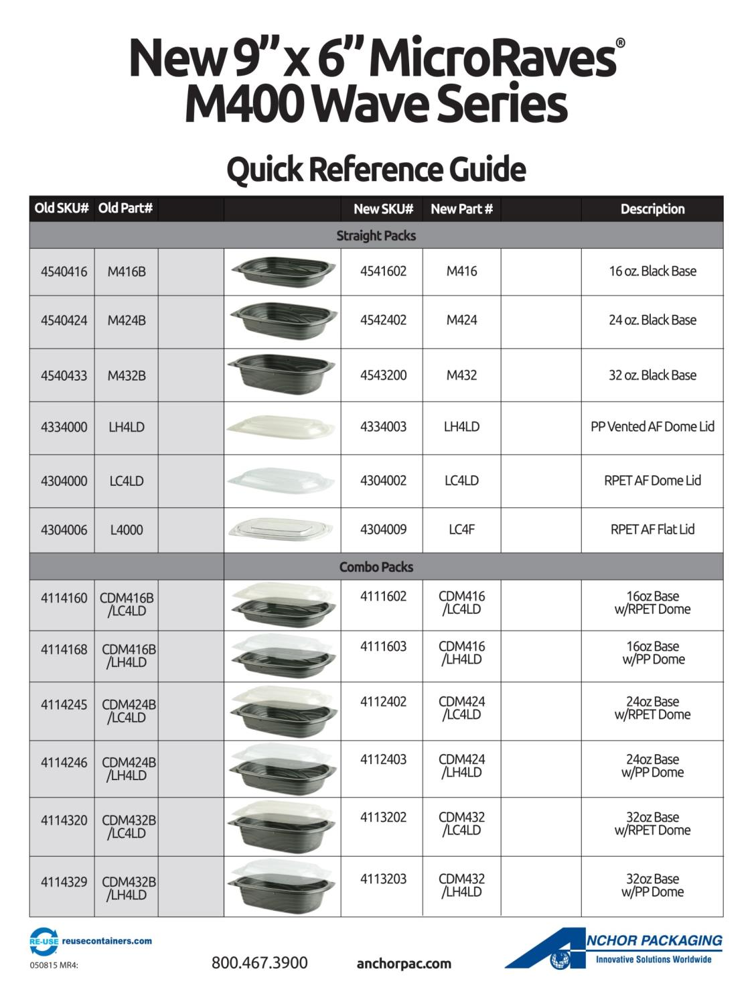 New 9” x 6” MicroRaves®
M400 Wave Series
Quick Reference Guide
Old SKU# Old Part# New SKU# New Part # Description
Straight Packs
4540416 M416B 4541602 M416 16 oz. Black Base
4540424 M424B 4542402 M424 24 oz. Black Base
4540433 M432B 4543200 M432 32 oz. Black Base
4334000 LH4LD 4334003 LH4LD PP Vented AF Dome Lid
4304000 LC4LD 4304002 LC4LD RPET AF Dome Lid
4304006 L4000 4304009 LC4F RPET AF Flat Lid
Combo Packs
4114160 CDM416B 4111602 CDM416 16oz Base
/LC4LD /LC4LD w/RPET Dome
4114168 CDM416B 4111603 CDM416 16oz Base
/LH4LD /LH4LD w/PP Dome
4114245 CDM424B 4112402 CDM424 24oz Base
/LC4LD /LC4LD w/RPET Dome
4114246 CDM424B 4112403 CDM424 24oz Base
/LH4LD /LH4LD w/PP Dome
4114320 CDM432B 4113202 CDM432 32oz Base
/LC4LD /LC4LD w/RPET Dome
4114329 CDM432B 4113203 CDM432 32oz Base
/LH4LD /LH4LD w/PP Dome
RE-USE reusecontainers.com
050815 MR4:
800.467.3900
anchorpac.com
ANCHOR PACKAGING
Innovative Solutions Worldwide